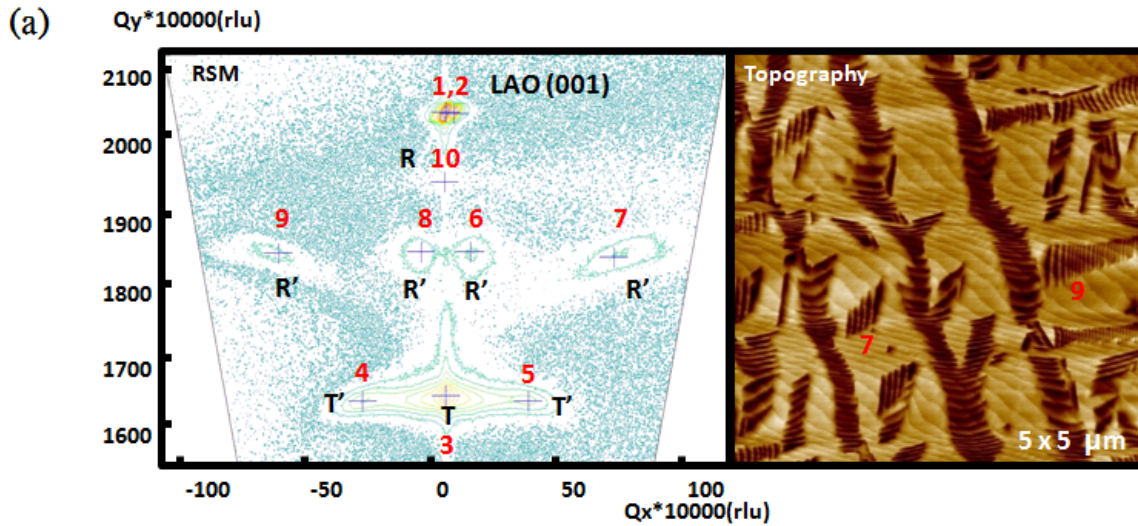 (a)
Qy*10000(rlu)
RSM
LAO (001)
Topography
2100
2000
1900
1800
1700
1600
1,2
R
10
9
8
6
7
R'
R'
R'
R'
4
5
T'
T
T'
3
-100
-50
0
50
100
Qx*10000(rlu)
9
7
5 x 5 μm